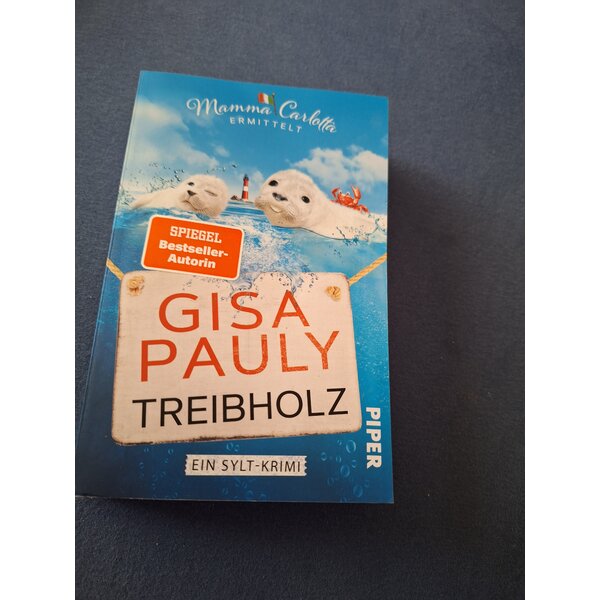 Mamma Carlotta
ERMITTELT
SPIEGEL
Bestseller-
Autorin
GISA
PAULY
TREIBHOLZ
PIPER
EIN SYLT-KRIMI